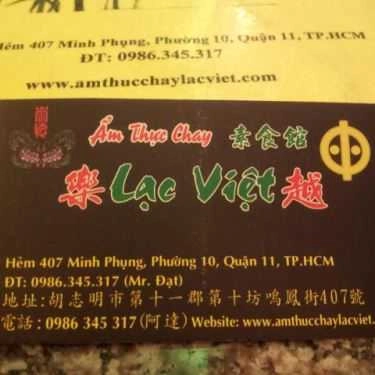 Hẻm 407 Minh Phụng, Phường 10, Quận 11, TP.HCM
ĐT: 0986.345.317
www.amthucchaylacviet.com
Ẩm Thực Chay 素食館
樂 Lạc Việt 越
Hẻm 407 Minh Phụng, Phường 10, Quận 11, TP.HCM
ĐT: 0986.345.317 (Mr. Đạt)
地址:胡志明市第十一郡第十坊鳴鳳街407號
電話:0986 345 317(阿達) Website: www.amthucchaylacviet.